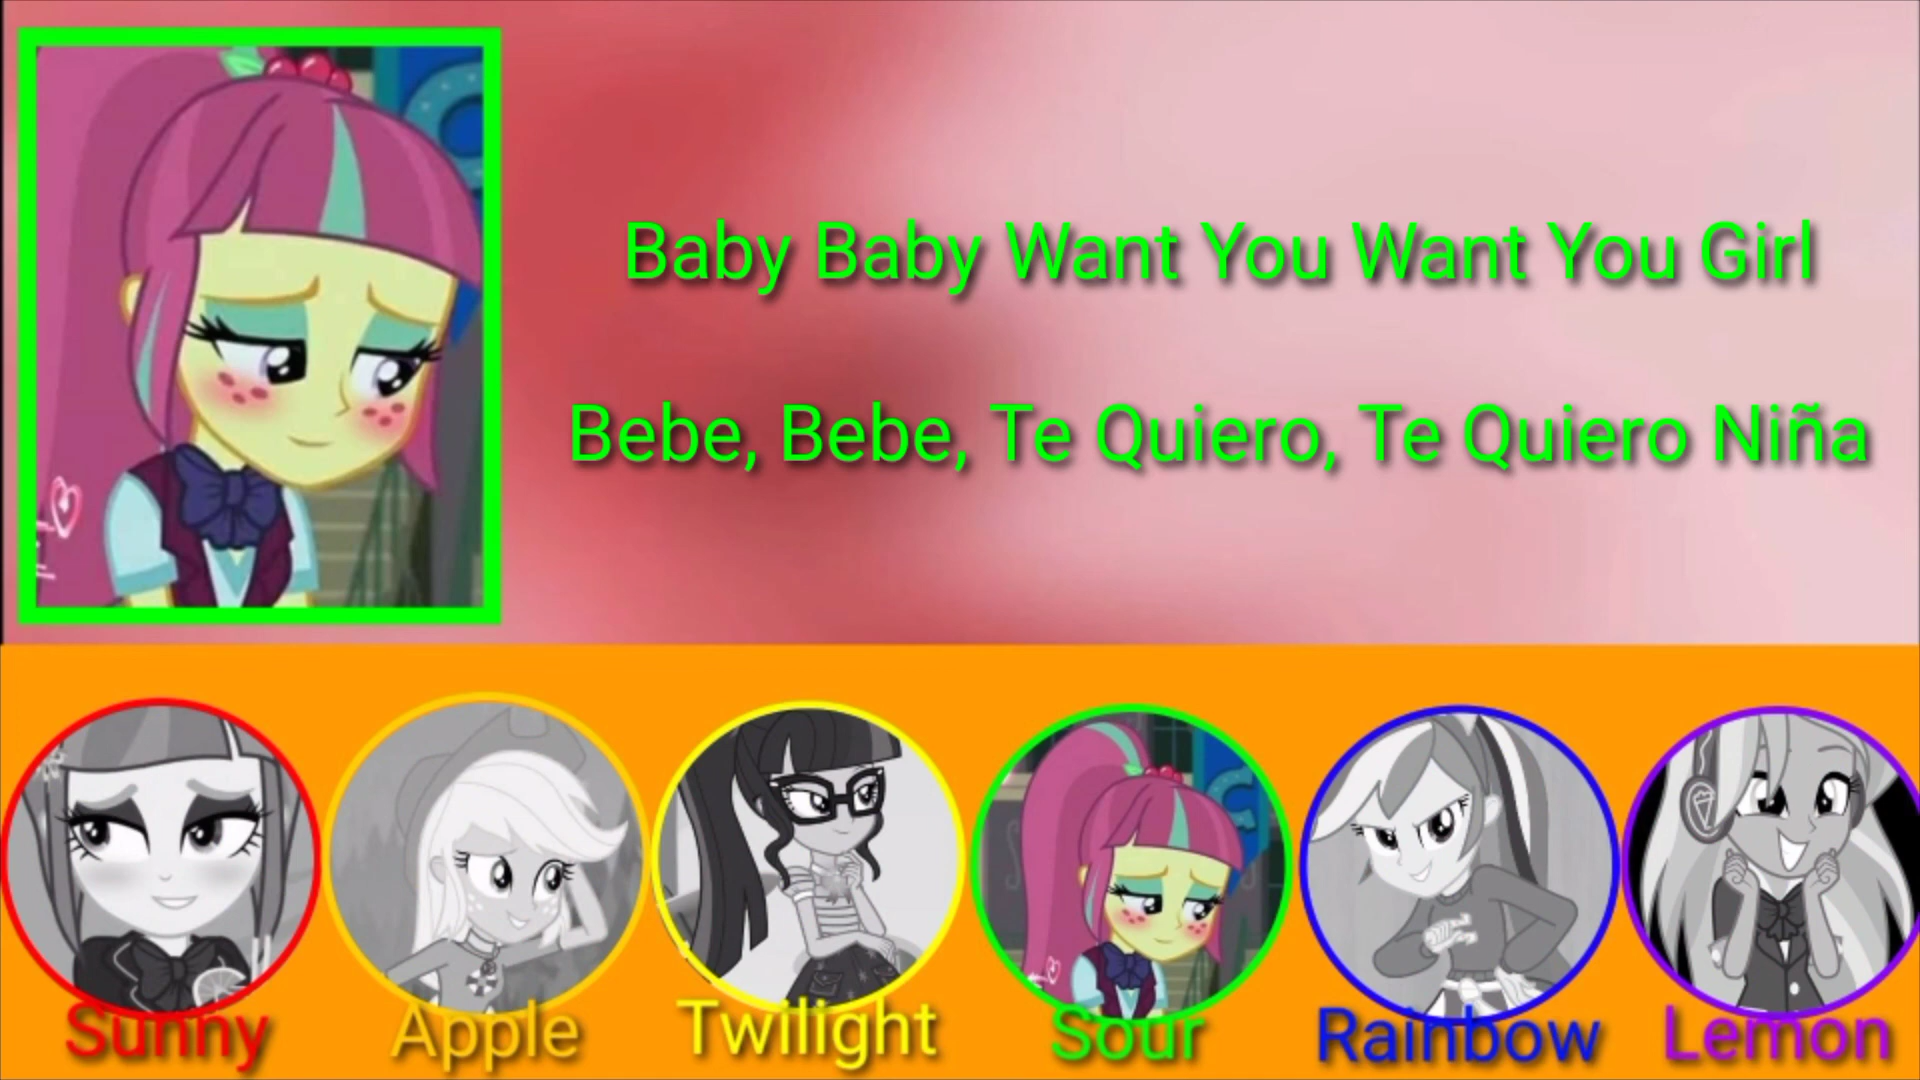 Baby Baby Want You Want You Girl
Bebe, Bebe, Te Quiero, Te Quiero Niña
Sunny Apple Twilight Sour Rainbow Lemon